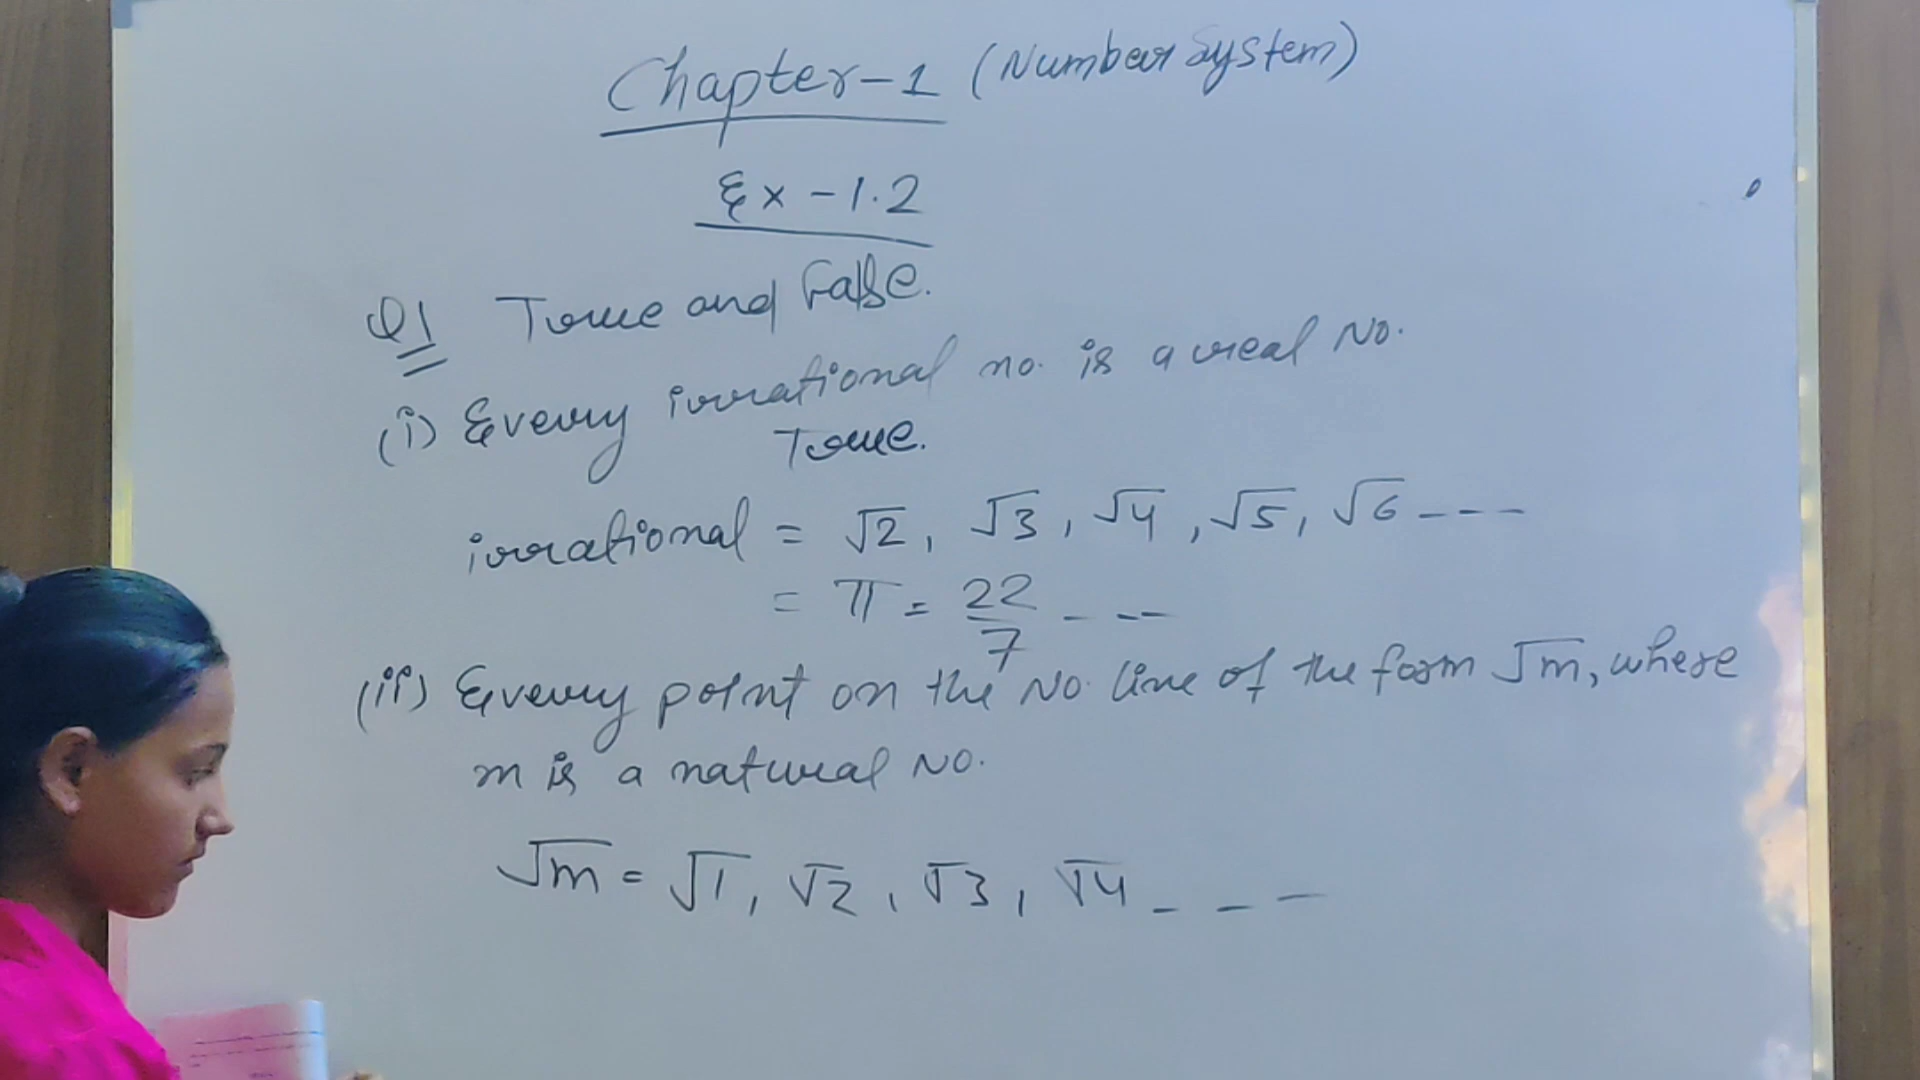 Chapter-1 (Number System)
Ex - 1.2
Q1 True and False.
(i) Every irrational no. is a real No.
True.
irrational = √2, √3, √4, √5, √6 ---
= π = 22/7 ---
(ii) Every point on the No. line of the form √m, where
m is a natural No.
√m = √1, √2, √3, √4 ---